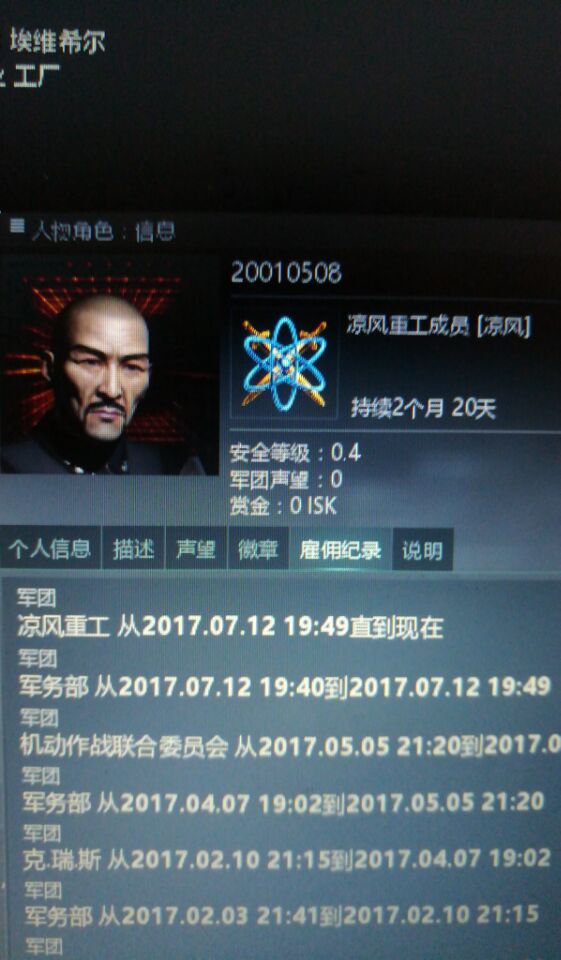 埃维希尔
工厂
人物角色：信息
20010508
凉风重工成员 [凉风]
持续2个月 20天
安全等级：0.4
军团声望：0
赏金：0 ISK
个人信息 描述 声望 徽章 雇佣纪录 说明
军团
凉风重工 从2017.07.12 19:49直到现在
军团
军务部 从2017.07.12 19:40到2017.07.12 19:49
军团
机动作战联合委员会 从2017.05.05 21:20到2017.0
军团
军务部 从2017.04.07 19:02到2017.05.05 21:20
军团
克.瑞.斯 从2017.02.10 21:15到2017.04.07 19:02
军团
军务部 从2017.02.03 21:41到2017.02.10 21:15
军团